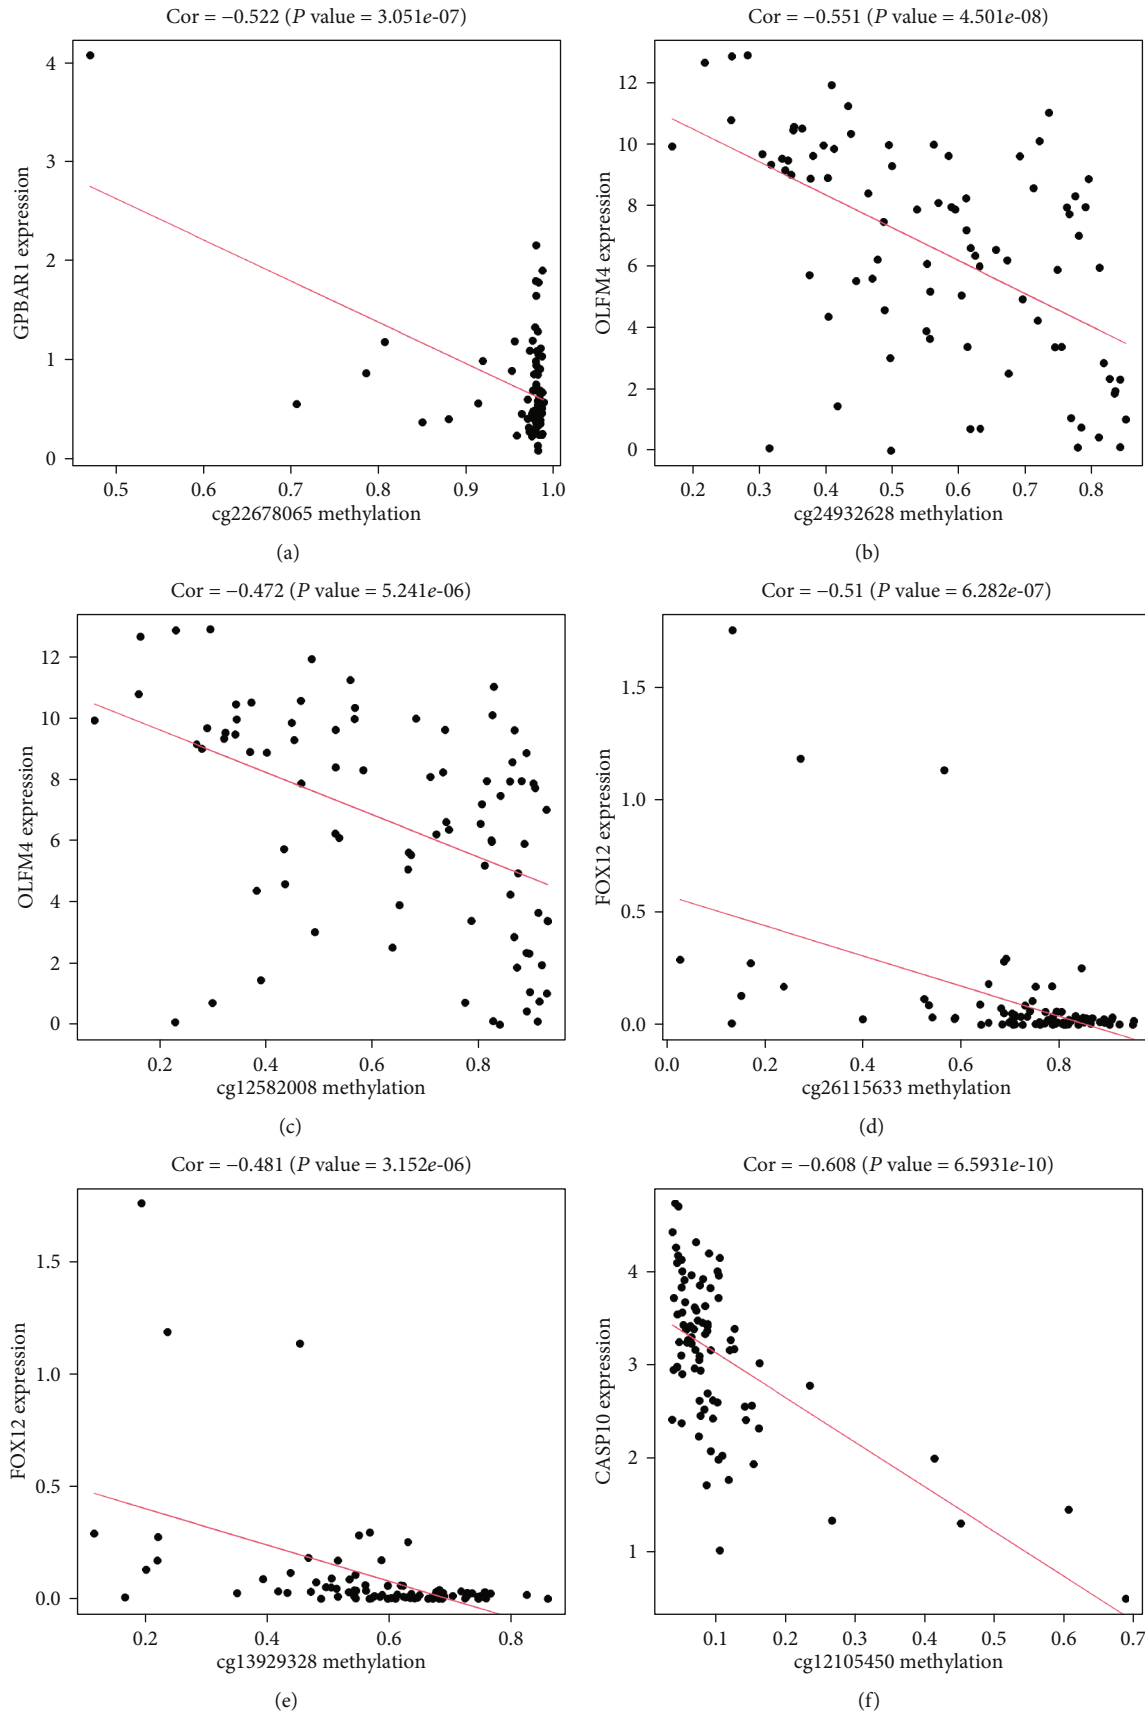 Cor = −0.522 (P value = 3.051e-07)
GPBAR1 expression
4
3
2
1
0
0.5 0.6 0.7 0.8 0.9 1.0
cg22678065 methylation
(a)
Cor = −0.551 (P value = 4.501e-08)
OLFM4 expression
12
10
8
6
4
2
0
0.2 0.3 0.4 0.5 0.6 0.7 0.8
cg24932628 methylation
(b)
Cor = −0.472 (P value = 5.241e-06)
OLFM4 expression
12
10
8
6
4
2
0
0.2 0.4 0.6 0.8
cg12582008 methylation
(c)
Cor = −0.51 (P value = 6.282e-07)
FOX12 expression
1.5
1.0
0.5
0.0
0.0 0.2 0.4 0.6 0.8 1.0
cg26115633 methylation
(d)
Cor = −0.481 (P value = 3.152e-06)
FOX12 expression
1.5
1.0
0.5
0.0
0.2 0.4 0.6 0.8
cg13929328 methylation
(e)
Cor = −0.608 (P value = 6.5931e-10)
CASP10 expression
4
3
2
1
0.1 0.2 0.3 0.4 0.5 0.6 0.7
cg12105450 methylation
(f)